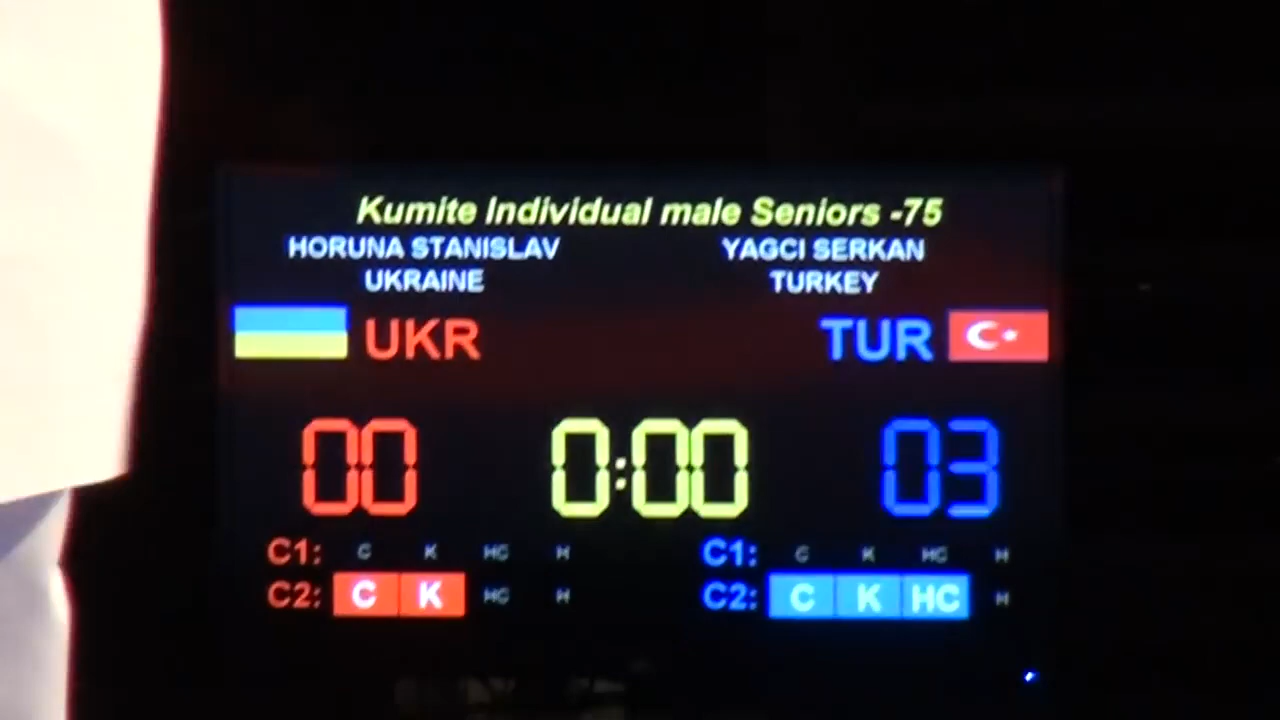 Kumite Individual male Seniors -75
HORUNA STANISLAV
UKRAINE
YAGCI SERKAN
TURKEY
UKR
TUR
00
0:00
03
C1: C K HC H
C2: C K HC H
C1: C K HC H
C2: C K HC H